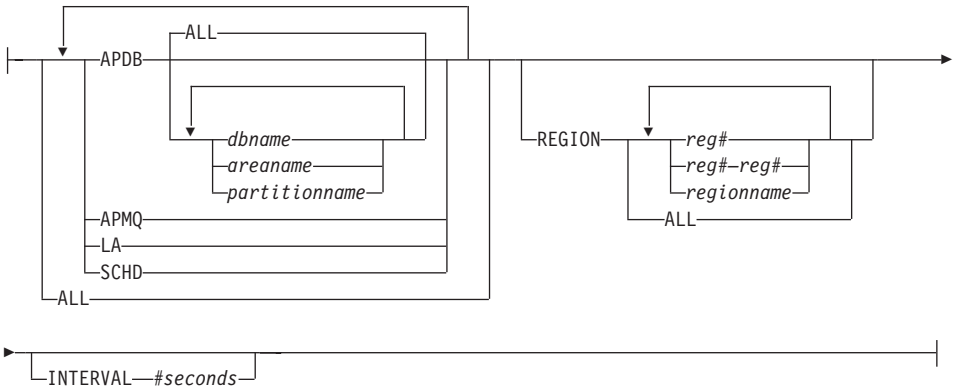 ALL
APDB
dbname
areaname
partitionname
APMQ
LA
SCHD
ALL
REGION
reg#
reg#–reg#
regionname
ALL
INTERVAL #seconds